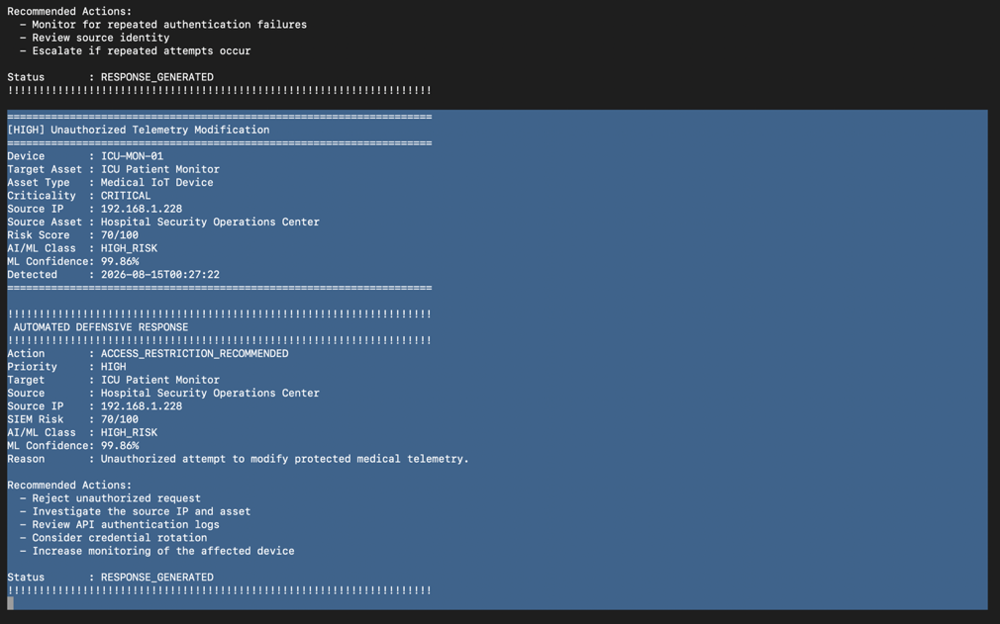 Recommended Actions:
  - Monitor for repeated authentication failures
  - Review source identity
  - Escalate if repeated attempts occur
Status       : RESPONSE_GENERATED
!!!!!!!!!!!!!!!!!!!!!!!!!!!!!!!!!!!!!!!!!!!!!!!!!!!!!!!!!!!!!!!!!!!!
====================================================================
[HIGH] Unauthorized Telemetry Modification
====================================================================
Device       : ICU-MON-01
Target Asset : ICU Patient Monitor
Asset Type   : Medical IoT Device
Criticality  : CRITICAL
Source IP    : 192.168.1.228
Source Asset : Hospital Security Operations Center
Risk Score   : 70/100
AI/ML Class  : HIGH_RISK
ML Confidence: 99.86%
Detected     : 2026-08-15T00:27:22
====================================================================
!!!!!!!!!!!!!!!!!!!!!!!!!!!!!!!!!!!!!!!!!!!!!!!!!!!!!!!!!!!!!!!!!!!!
 AUTOMATED DEFENSIVE RESPONSE
!!!!!!!!!!!!!!!!!!!!!!!!!!!!!!!!!!!!!!!!!!!!!!!!!!!!!!!!!!!!!!!!!!!!
Action       : ACCESS_RESTRICTION_RECOMMENDED
Priority     : HIGH
Target       : ICU Patient Monitor
Source       : Hospital Security Operations Center
Source IP    : 192.168.1.228
SIEM Risk    : 70/100
AI/ML Class  : HIGH_RISK
ML Confidence: 99.86%
Reason       : Unauthorized attempt to modify protected medical telemetry.
Recommended Actions:
  - Reject unauthorized request
  - Investigate the source IP and asset
  - Review API authentication logs
  - Consider credential rotation
  - Increase monitoring of the affected device
Status       : RESPONSE_GENERATED
!!!!!!!!!!!!!!!!!!!!!!!!!!!!!!!!!!!!!!!!!!!!!!!!!!!!!!!!!!!!!!!!!!!!